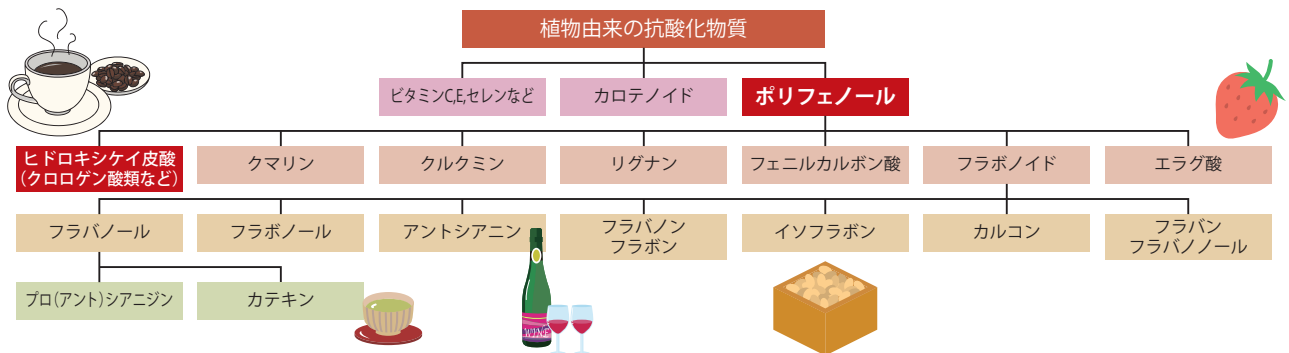 植物由来の抗酸化物質
ビタミンC,E,セレンなど
カロテノイド
ポリフェノール
ヒドロキシケイ皮酸
(クロロゲン酸類など)
クマリン
クルクミン
リグナン
フェニルカルボン酸
フラボノイド
エラグ酸
フラバノール
フラボノール
アントシアニン
フラバノン
フラボン
イソフラボン
カルコン
フラバン
フラバノノール
プロ(アント)シアニジン
カテキン
WINE